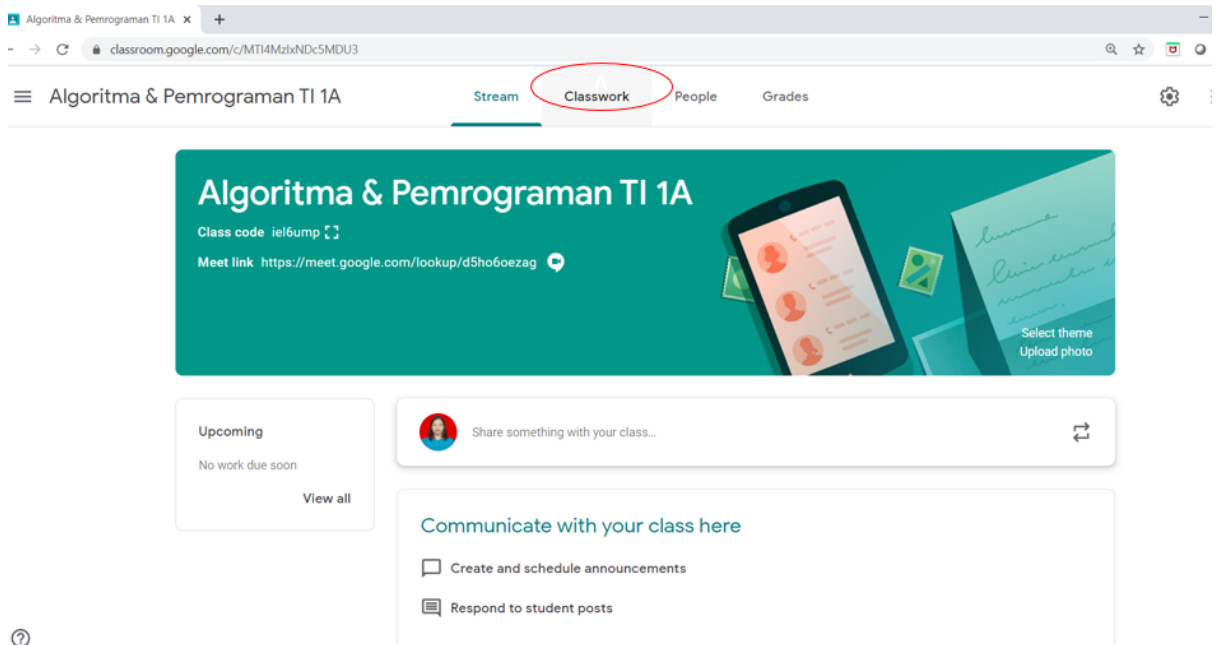 Algoritma & Pemrograman TI 1A
classroom.google.com/c/MTI4MzIxNDc5MDU3
Algoritma & Pemrograman TI 1A Stream Classwork People Grades
Algoritma & Pemrograman TI 1A
Class code iel6ump
Meet link https://meet.google.com/lookup/d5ho6oezag
Select theme
Upload photo
Upcoming
No work due soon
View all
Share something with your class...
Communicate with your class here
Create and schedule announcements
Respond to student posts